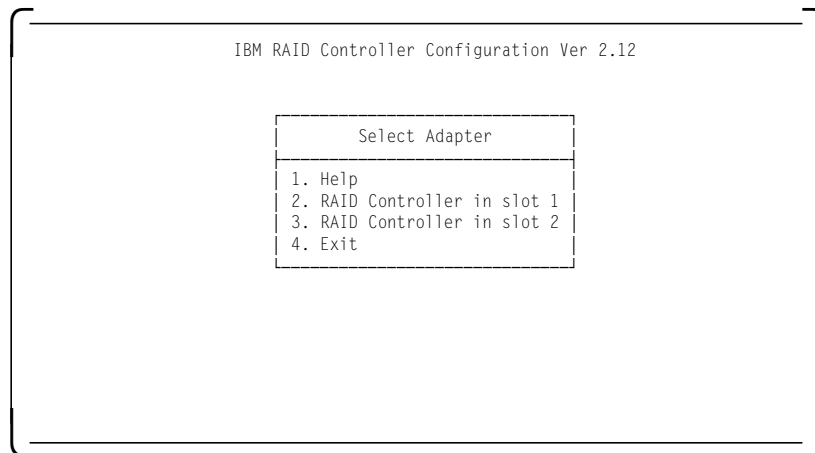 IBM RAID Controller Configuration Ver 2.12
Select Adapter
1. Help
2. RAID Controller in slot 1
3. RAID Controller in slot 2
4. Exit